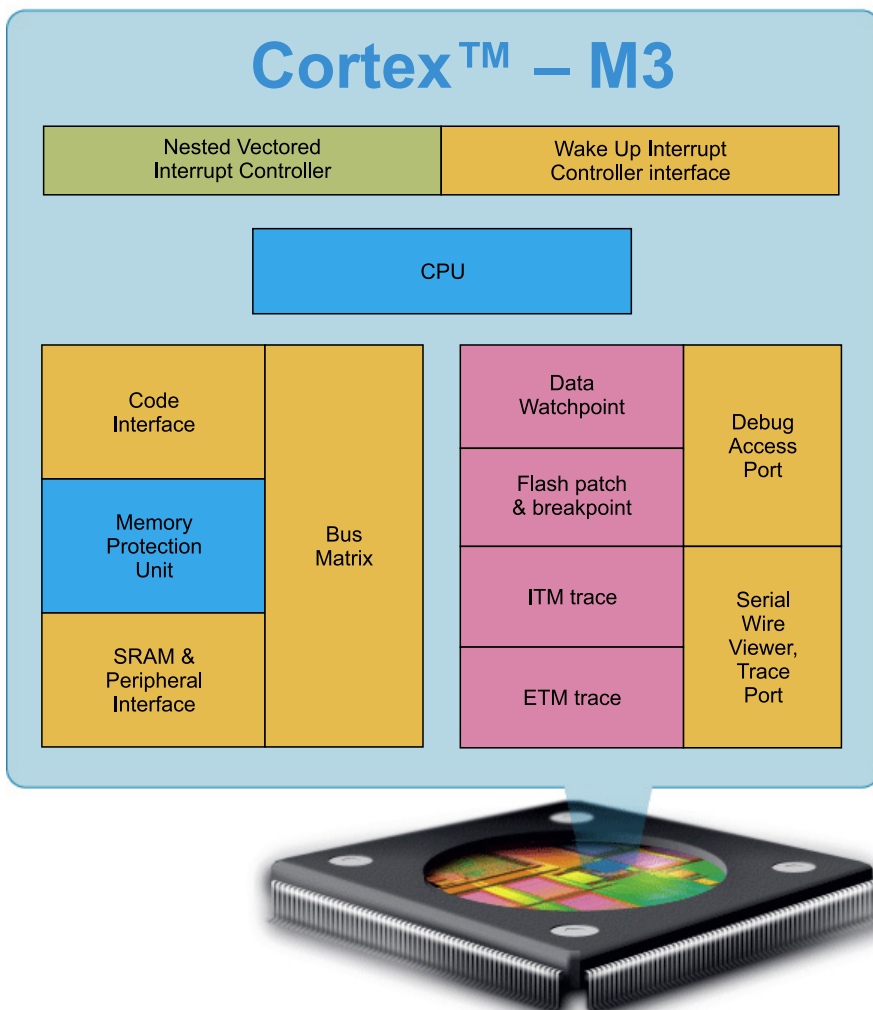 Cortex™ – M3
Nested Vectored
Interrupt Controller
Wake Up Interrupt
Controller interface
CPU
Code
Interface
Memory
Protection
Unit
SRAM &
Peripheral
Interface
Bus
Matrix
Data
Watchpoint
Flash patch
& breakpoint
ITM trace
ETM trace
Debug
Access
Port
Serial
Wire
Viewer,
Trace
Port